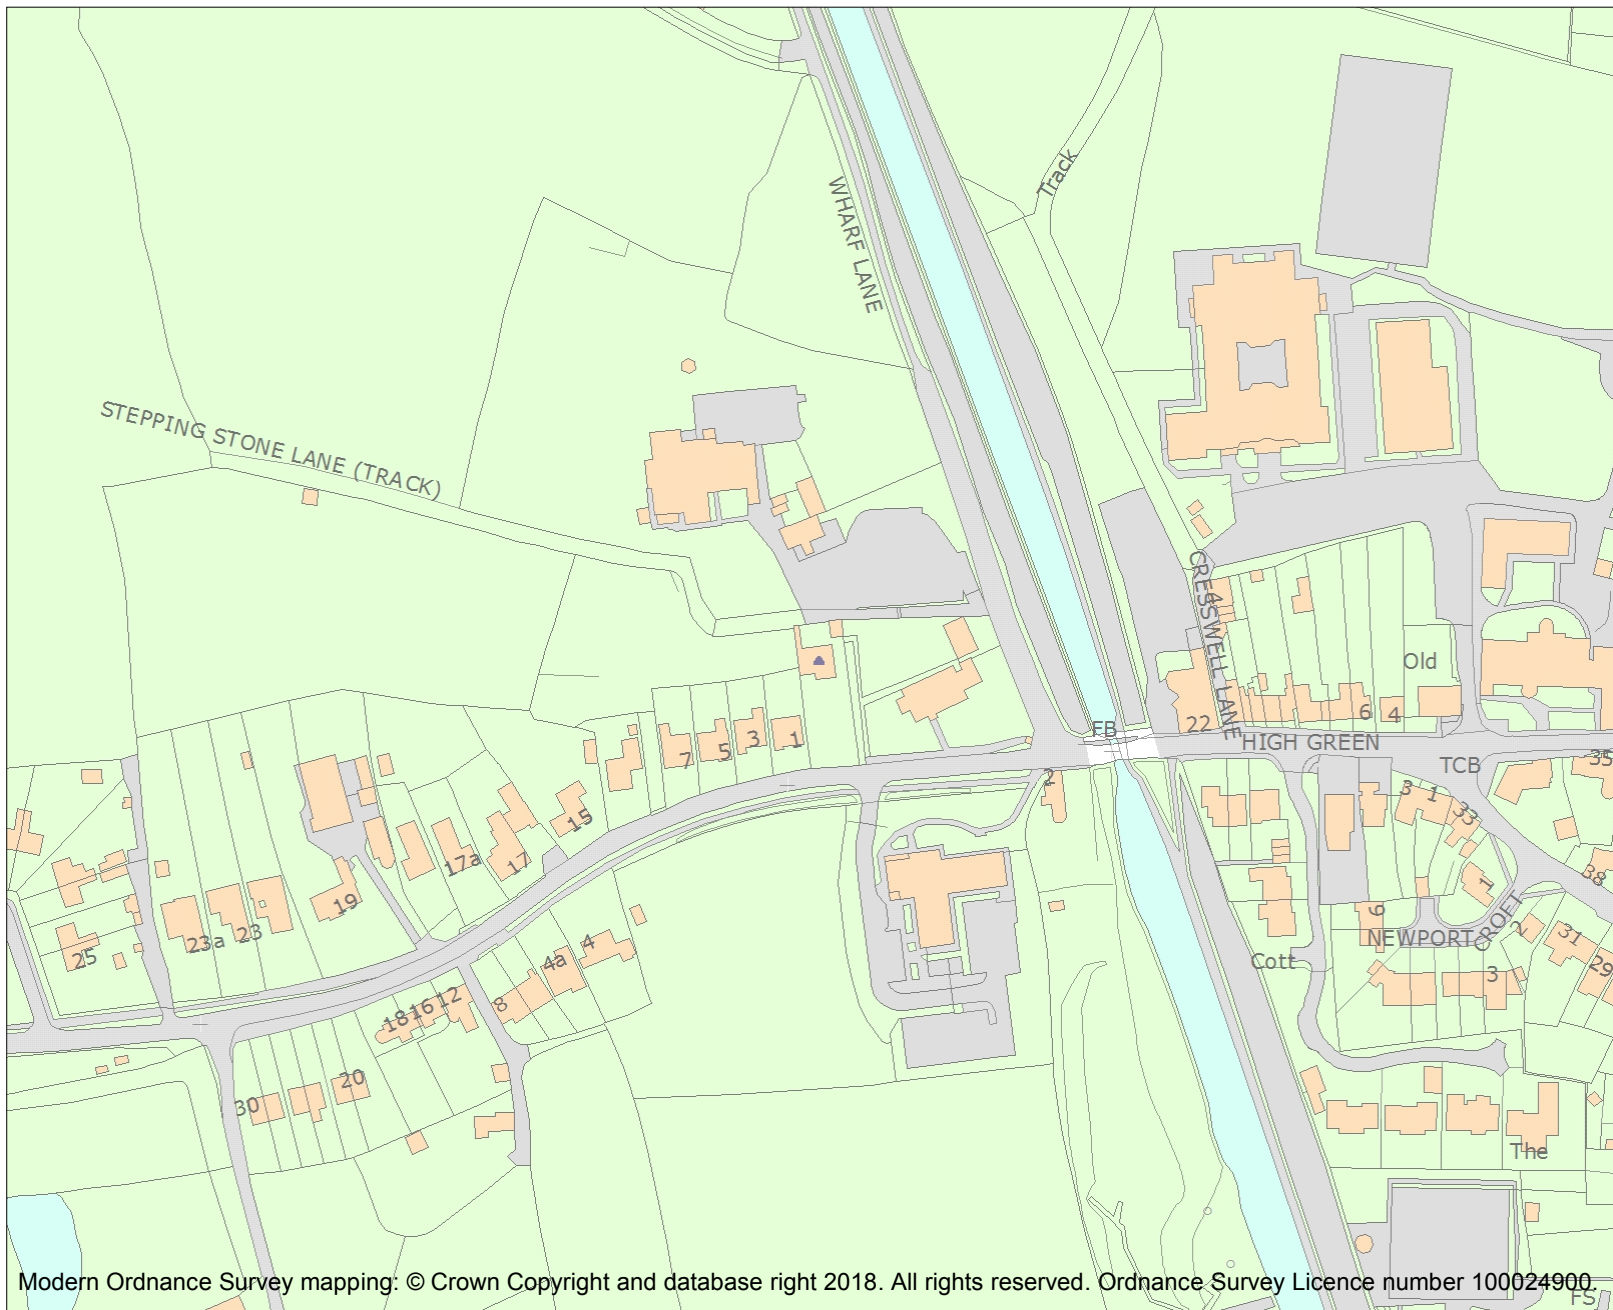 Track
WHARF LANE
STEPPING STONE LANE (TRACK)
CRESSWELL LANE
4
Old
22
6
4
FB
HIGH GREEN
TCB
35
7
5
3
1
2
3
1
33
15
17a
17
19
38
1
9
CROFT
2
31
NEWPORT
23a
23
25
4
4a
8
12
16
18
Cott
3
29
20
30
The
Modern Ordnance Survey mapping: © Crown Copyright and database right 2018. All rights reserved. Ordnance Survey Licence number 100024900.
FS